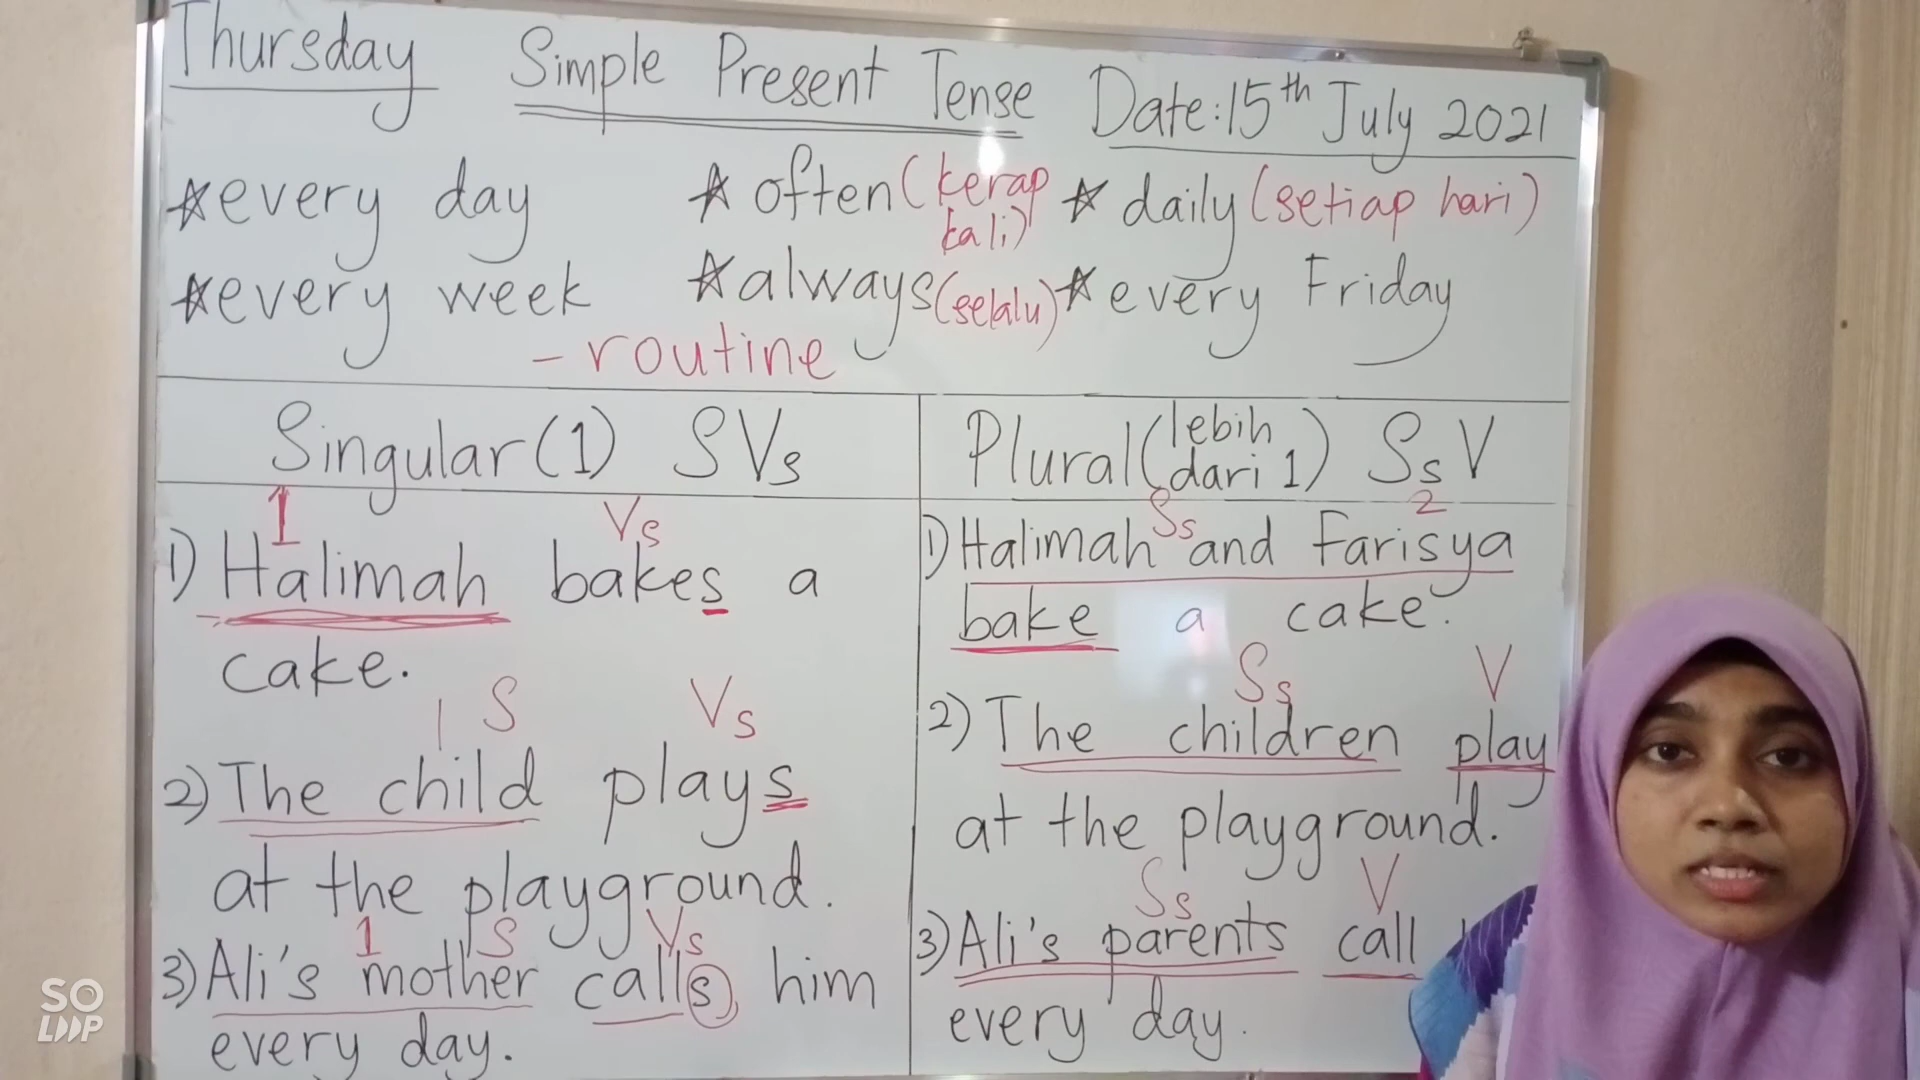 Thursday Simple Present Tense Date: 15th July 2021
*every day *often (kerap kali) *daily (setiap hari)
*every week *always (selalu) *every Friday
- routine
Singular (1) SVs
1 Vs
1) Halimah bakes a
cake.
1 S Vs
2) The child plays
at the playground.
1 S Vs
3) Ali's mother calls him
every day.
Plural (lebih dari 1) SsV
Ss 2
1) Halimah and Farisya
bake a cake.
Ss V
2) The children play
at the playground.
Ss V
3) Ali's parents call
every day.
SOLOOP